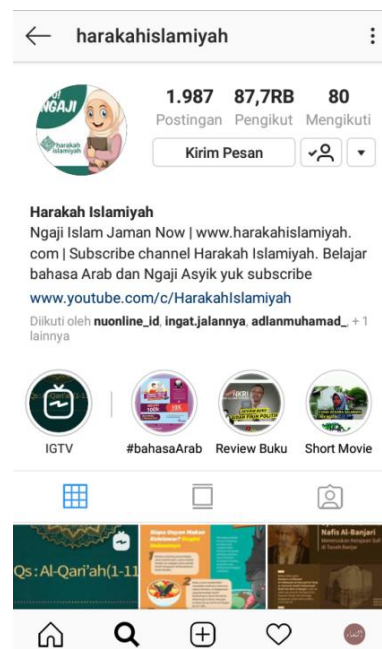 harakahislamiyah
NGAJI
harakah
islamiyah
1.987 87,7RB 80
Postingan Pengikut Mengikuti
Kirim Pesan
Harakah Islamiyah
Ngaji Islam Jaman Now | www.harakahislamiyah.
com | Subscribe channel Harakah Islamiyah. Belajar
bahasa Arab dan Ngaji Asyik yuk subscribe
www.youtube.com/c/HarakahIslamiyah
Diikuti oleh nuonline_id, ingat.jalannya, adlanmuhamad_, + 1
lainnya
IGTV #bahasaArab Review Buku Short Movie
Qs : Al-Qari'ah(1-11
Nafis Al-Banjari